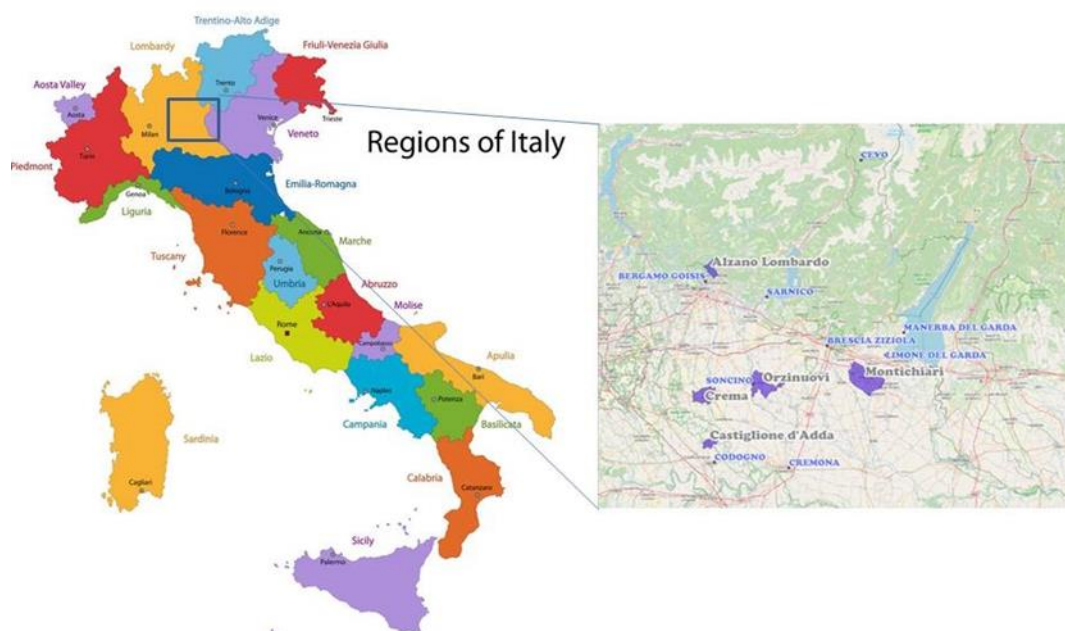 Trentino-Alto Adige
Lombardy
Friuli-Venezia Giulia
Aosta Valley
Trento
Aosta
Milan
Venice
Trieste
Veneto
Regions of Italy
Turin
Piedmont
Genoa
Bologna
Emilia-Romagna
Liguria
Florence
Ancona
Marche
Tuscany
Perugia
Umbria
Abruzzo
L'Aquila
Molise
Rome
Campobasso
Lazio
Apulia
Bari
Naples
Potenza
Campania
Basilicata
Sardinia
Cagliari
Calabria
Catanzaro
Sicily
Palermo
CEVO
Alzano Lombardo
BERGAMO GOISIS
SARNICO
MANERBA DEL GARDA
BRESCIA ZIZIOLA
LIMONE DEL GARDA
Montichiari
SONCINO
Orzinuovi
Crema
Castiglione d'Adda
CODOGNO
CREMONA